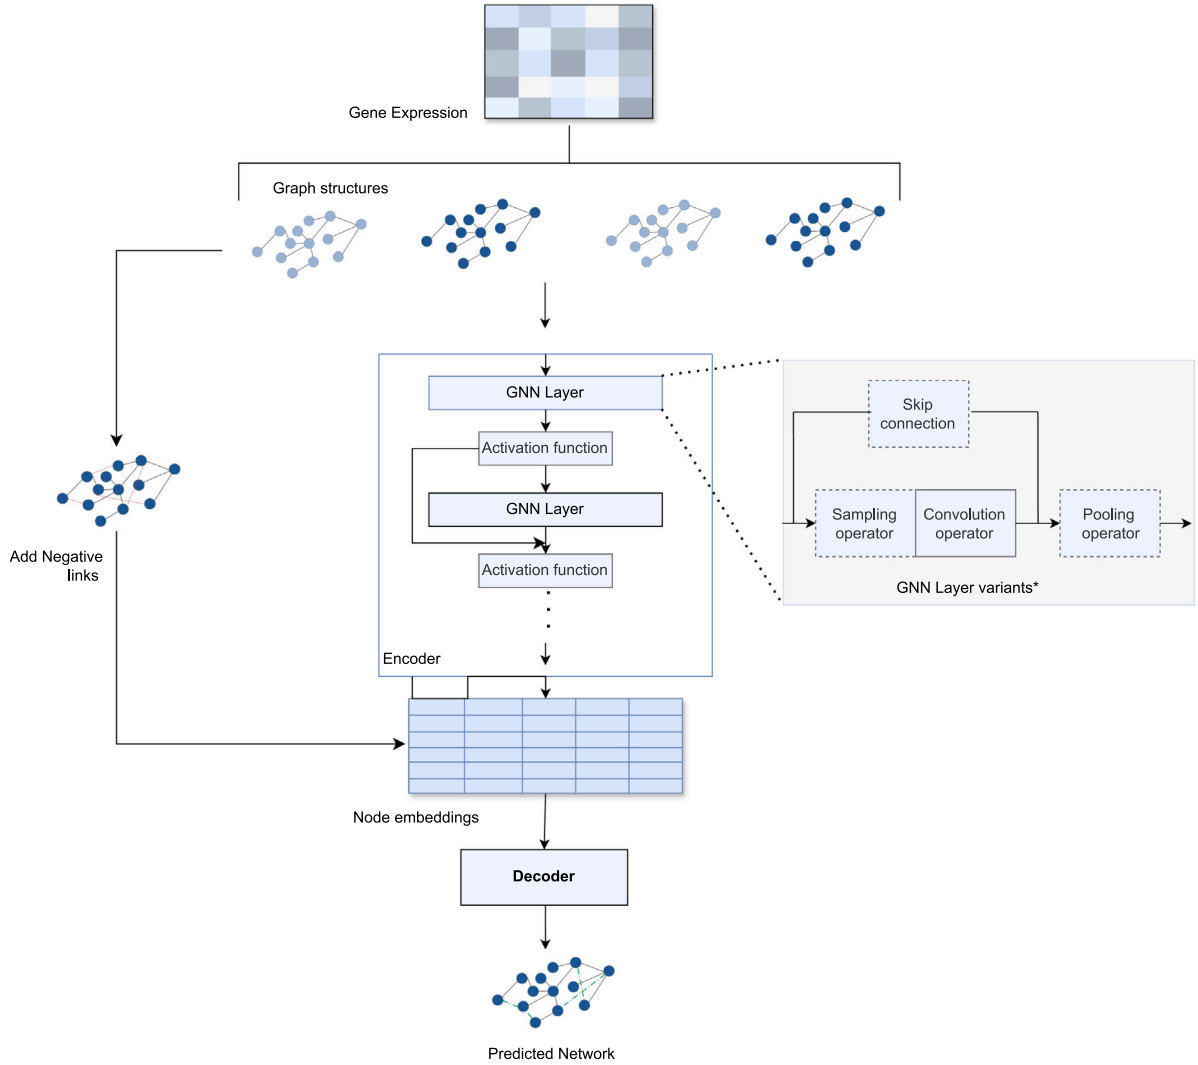 Gene Expression
Graph structures
GNN Layer
Activation function
GNN Layer
Activation function
Encoder
Skip
connection
Sampling
operator
Convolution
operator
Pooling
operator
GNN Layer variants*
Add Negative
links
Node embeddings
Decoder
Predicted Network